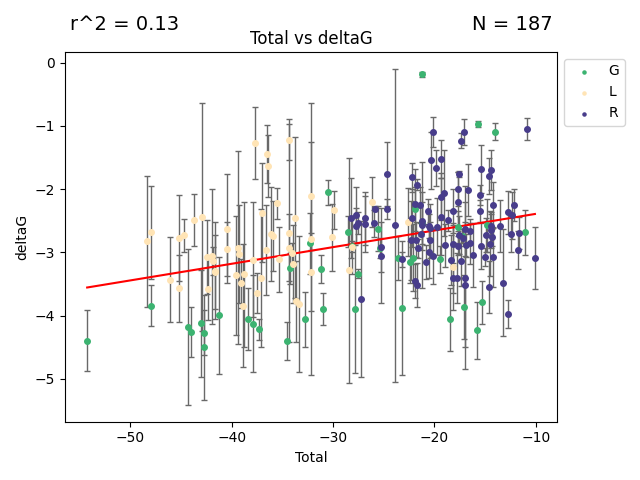 r^2 = 0.13
N = 187
Total vs deltaG
G
L
R
0
−1
−2
−3
−4
−5
deltaG
−50
−40
−30
−20
−10
Total